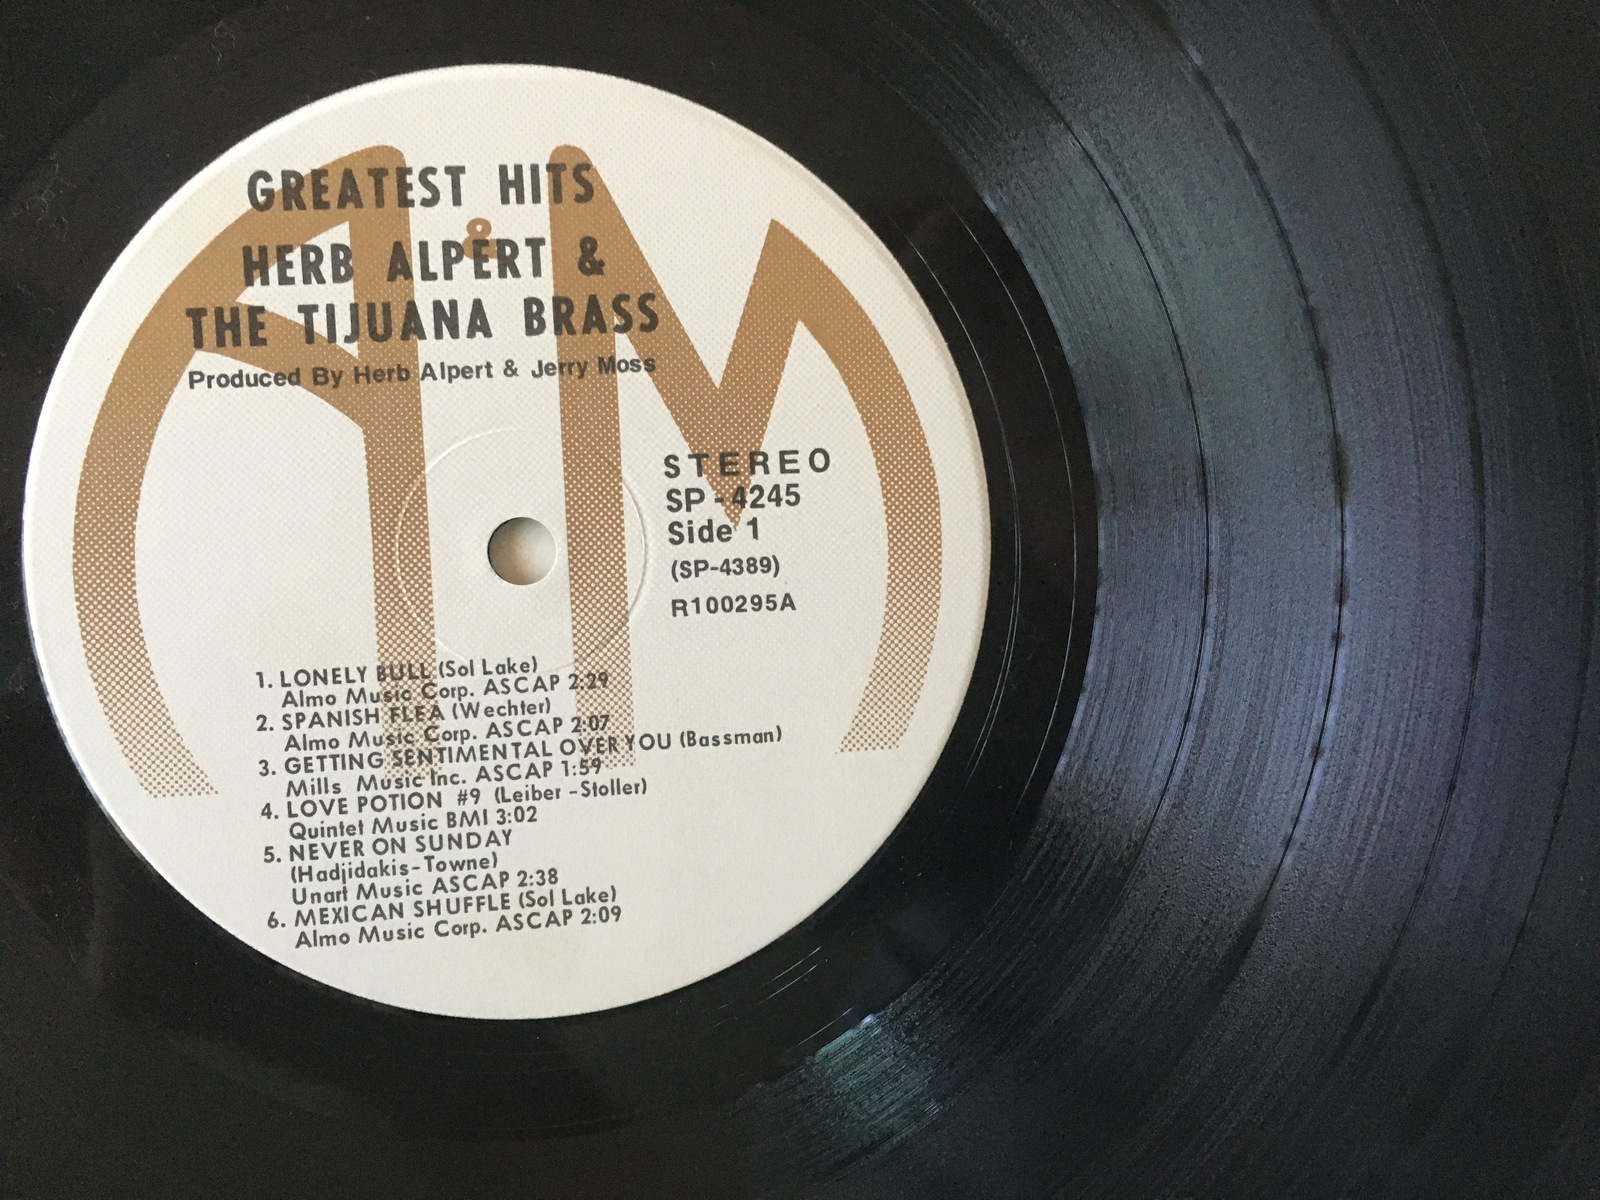 GREATEST HITS
HERB ALPERT &
THE TIJUANA BRASS
Produced By Herb Alpert & Jerry Moss
A&M
STEREO
SP-4245
Side 1
(SP-4389)
R100295A
1. LONELY BULL (Sol Lake)
Almo Music Corp. ASCAP 2:29
2. SPANISH FLEA (Wechter)
Almo Music Corp. ASCAP 2:07
3. GETTING SENTIMENTAL OVER YOU (Bassman)
Mills Music Inc. ASCAP 1:59
4. LOVE POTION #9 (Leiber-Stoller)
Quintet Music BMI 3:02
5. NEVER ON SUNDAY
(Hadjidakis-Towne)
Unart Music ASCAP 2:38
6. MEXICAN SHUFFLE (Sol Lake)
Almo Music Corp. ASCAP 2:09